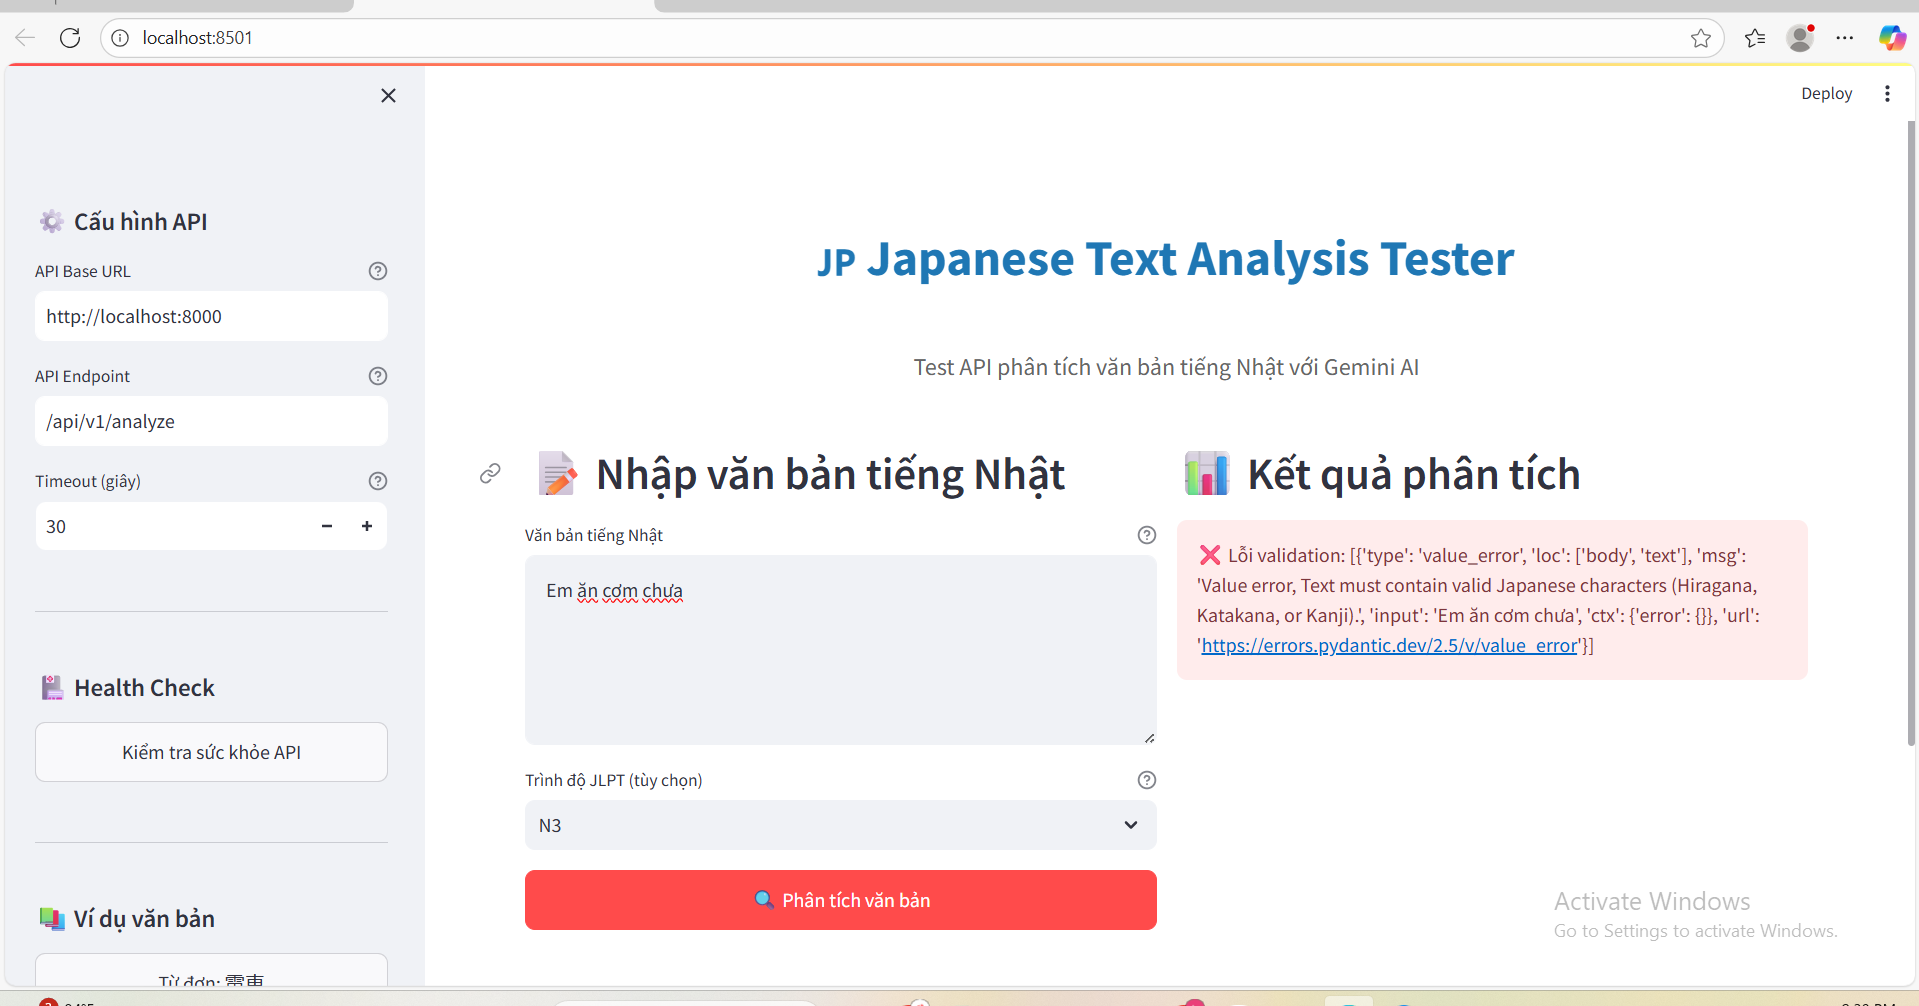 localhost:8501
Deploy
Cấu hình API
API Base URL
http://localhost:8000
API Endpoint
/api/v1/analyze
Timeout (giây)
30
Health Check
Kiểm tra sức khỏe API
Ví dụ văn bản
Từ đơn: 電車
JP Japanese Text Analysis Tester
Test API phân tích văn bản tiếng Nhật với Gemini AI
Nhập văn bản tiếng Nhật
Văn bản tiếng Nhật
Em ăn cơm chưa
Trình độ JLPT (tùy chọn)
N3
Phân tích văn bản
Kết quả phân tích
Lỗi validation: [{'type': 'value_error', 'loc': ['body', 'text'], 'msg':
'Value error, Text must contain valid Japanese characters (Hiragana,
Katakana, or Kanji).', 'input': 'Em ăn cơm chưa', 'ctx': {'error': {}}, 'url':
'https://errors.pydantic.dev/2.5/v/value_error'}]
Activate Windows
Go to Settings to activate Windows.